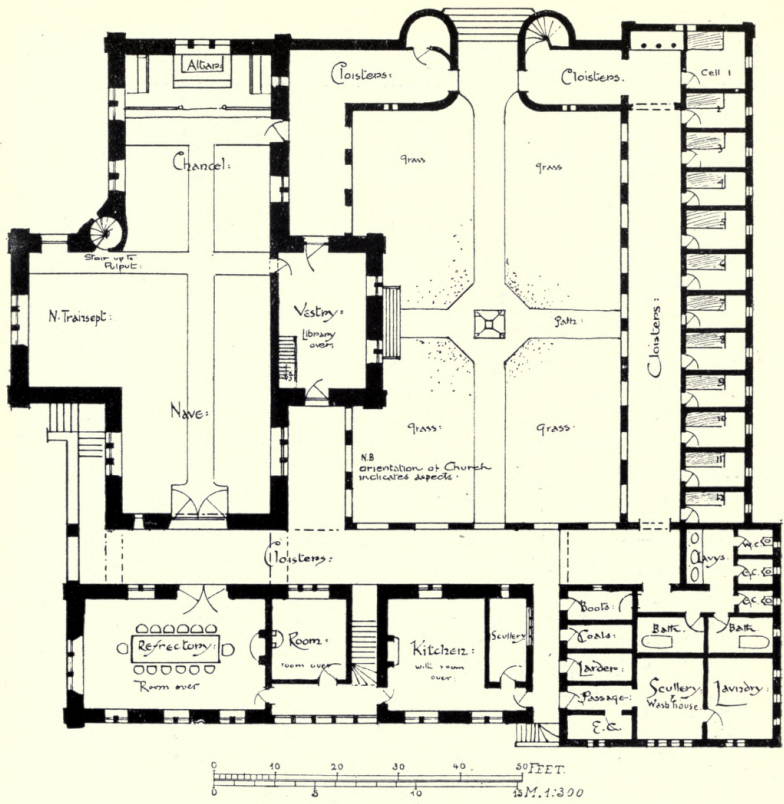 Altar:
Cloisters:
Cloisters.
Cell 1
2
3
4
5
6
7
8
9
10
11
12
Chancel:
grass
grass
Stair up to
Pulpit:
N. Transept:
Vestry:
Library
over:
Path:
Cloisters:
Nave:
grass:
grass:
N.B
orientation of Church
indicates aspects.
Cloisters:
Lavys
W.C.
E.C.
E.C.
Refrectory:
Room over
Room:
room over
Kitchen:
with room
over:
Scullery
Boots:
Coals:
Larder:
Passage:
E.C.
Bath.
Bath.
Scullery
& Wash house.
Laundry:
0 10 20 30 40 50 FEET.
0 5 10 15 M. 1:300